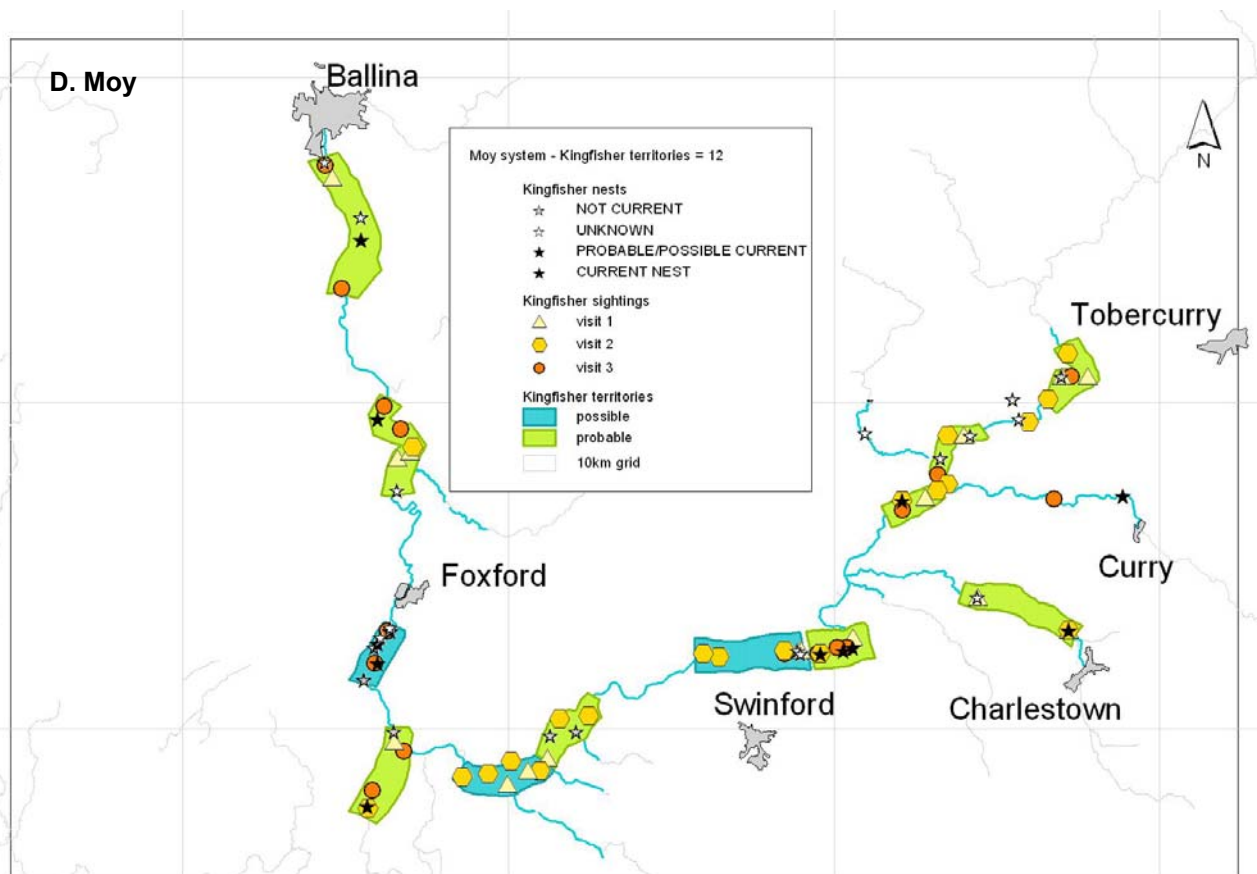 D. Moy
Ballina
N
Moy system - Kingfisher territories = 12
Kingfisher nests
NOT CURRENT
UNKNOWN
PROBABLE/POSSIBLE CURRENT
CURRENT NEST
Kingfisher sightings
visit 1
visit 2
visit 3
Kingfisher territories
possible
probable
10km grid
Tobercurry
Foxford
Curry
Swinford
Charlestown